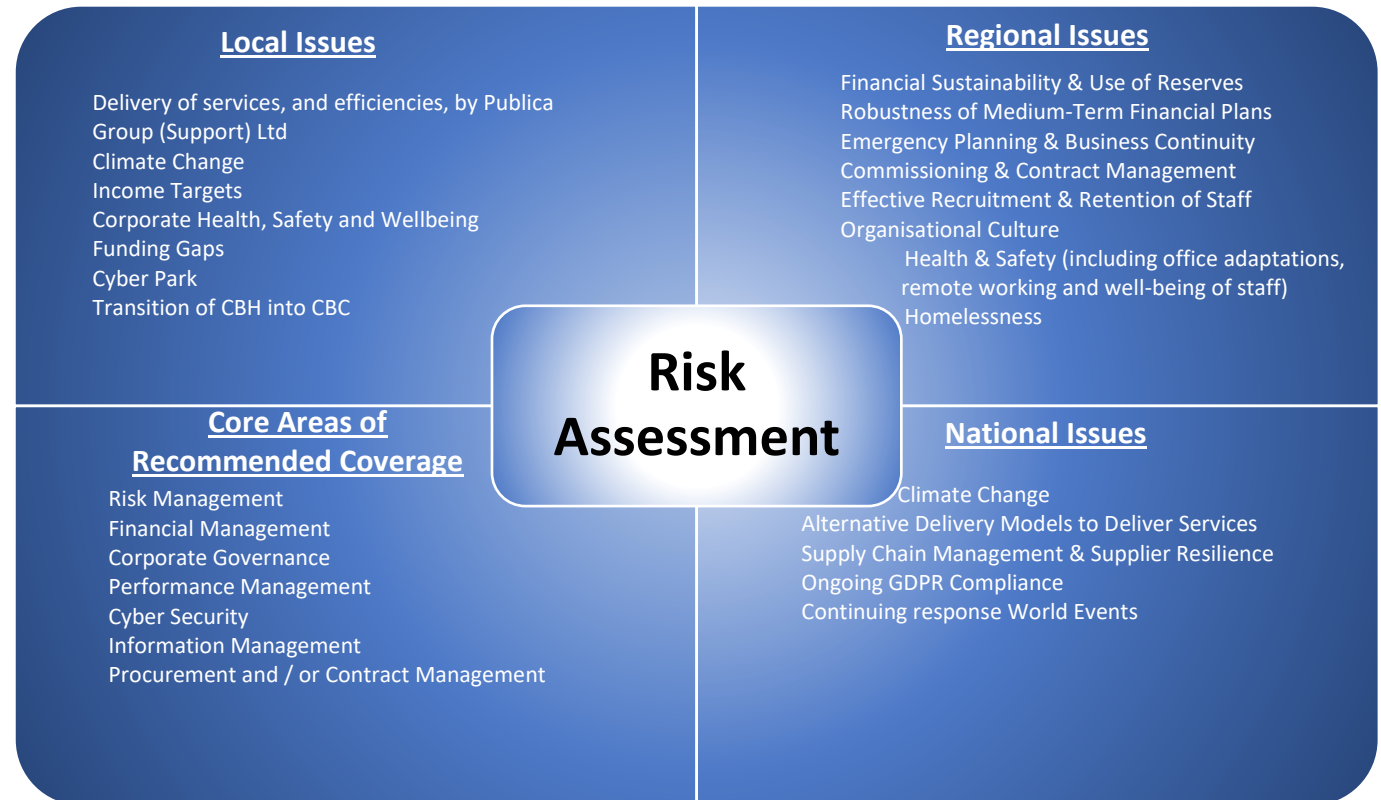 Local Issues
Delivery of services, and efficiencies, by Publica
Group (Support) Ltd
Climate Change
Income Targets
Corporate Health, Safety and Wellbeing
Funding Gaps
Cyber Park
Transition of CBH into CBC
Regional Issues
Financial Sustainability & Use of Reserves
Robustness of Medium-Term Financial Plans
Emergency Planning & Business Continuity
Commissioning & Contract Management
Effective Recruitment & Retention of Staff
Organisational Culture
Health & Safety (including office adaptations,
remote working and well-being of staff)
Homelessness
Risk
Assessment
Core Areas of
Recommended Coverage
Risk Management
Financial Management
Corporate Governance
Performance Management
Cyber Security
Information Management
Procurement and / or Contract Management
National Issues
Climate Change
Alternative Delivery Models to Deliver Services
Supply Chain Management & Supplier Resilience
Ongoing GDPR Compliance
Continuing response World Events